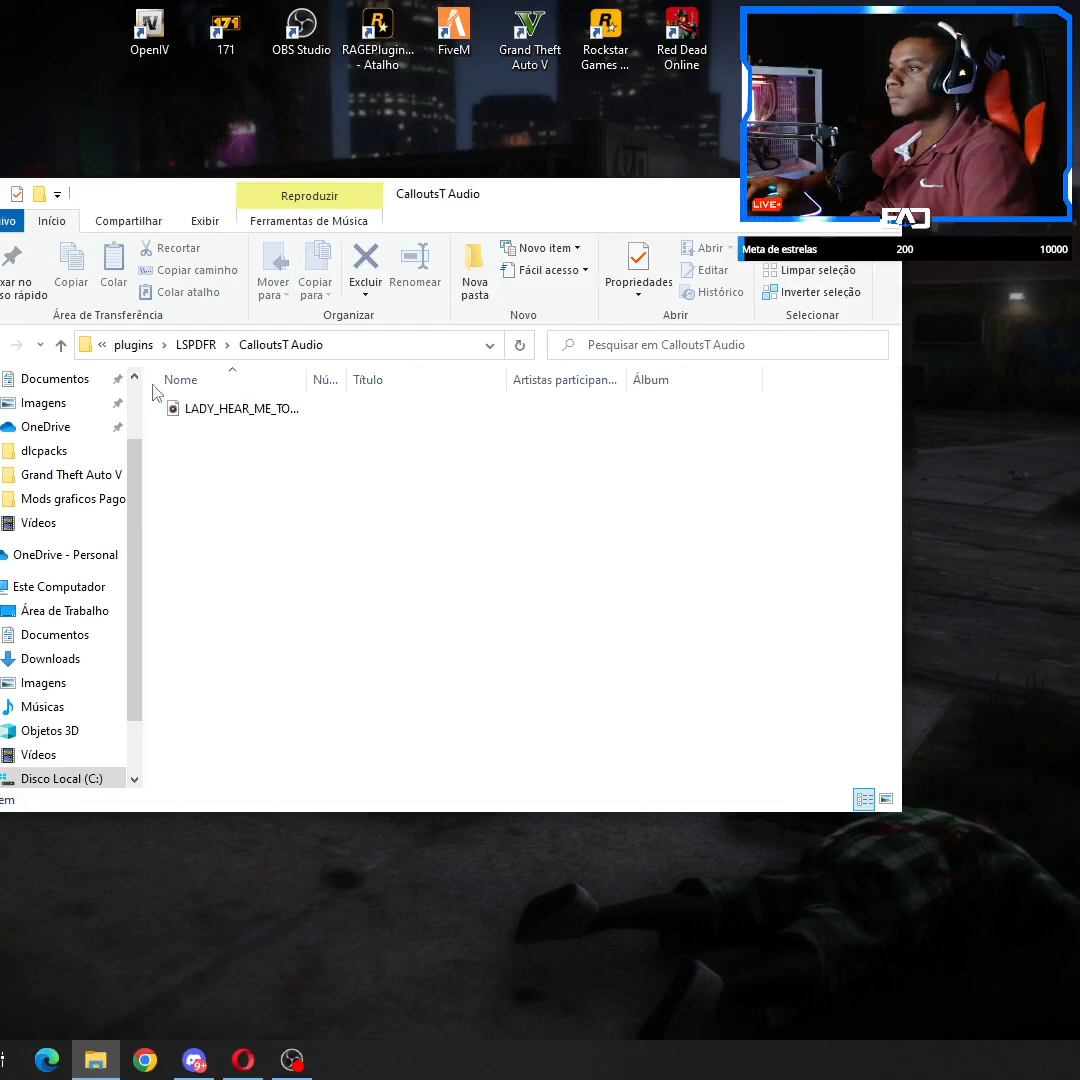 OpenIV
171
OBS Studio
RAGEPlugin...
- Atalho
FiveM
Grand Theft
Auto V
Rockstar
Games ...
Red Dead
Online
171
LIVE
Meta de estrelas 200 10000
Reproduzir
CalloutsT Audio
ivo
Início
Compartilhar
Exibir
Ferramentas de Música
xar no
so rápido
Copiar
Colar
Recortar
Copiar caminho
Colar atalho
Área de Transferência
Mover
para
Copiar
para
Excluir
Renomear
Organizar
Nova
pasta
Novo item
Fácil acesso
Novo
Propriedades
Abrir
Editar
Histórico
Abrir
Limpar seleção
Inverter seleção
Selecionar
« plugins › LSPDFR › CalloutsT Audio
Pesquisar em CalloutsT Audio
Nome
Nú...
Título
Artistas participan...
Álbum
LADY_HEAR_ME_TO...
Documentos
Imagens
OneDrive
dlcpacks
Grand Theft Auto V
Mods graficos Pago
Vídeos
OneDrive - Personal
Este Computador
Área de Trabalho
Documentos
Downloads
Imagens
Músicas
Objetos 3D
Vídeos
Disco Local (C:)
em
9+